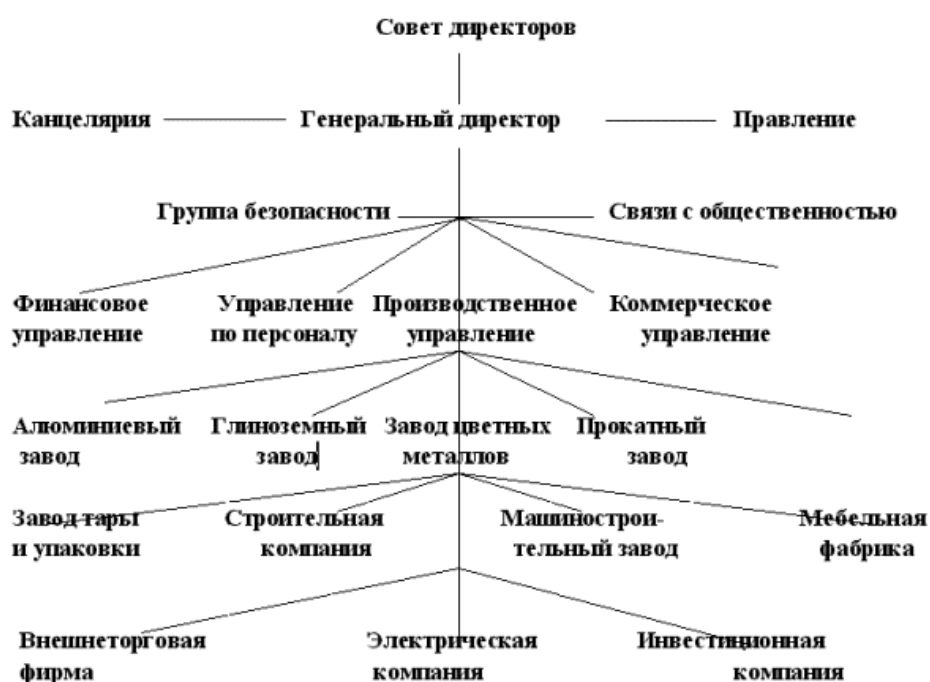 Совет директоров
Канцелярия Генеральный директор Правление
Группа безопасности Связи с общественностью
Финансовое Управление Производственное Коммерческое
управление по персоналу управление управление
Алюминиевый Глиноземный Завод цветных Прокатный
завод завод металлов завод
Завод тары Строительная Машинострои- Мебельная
и упаковки компания тельный завод фабрика
Внешнеторговая Электрическая Инвестиционная
фирма компания компания